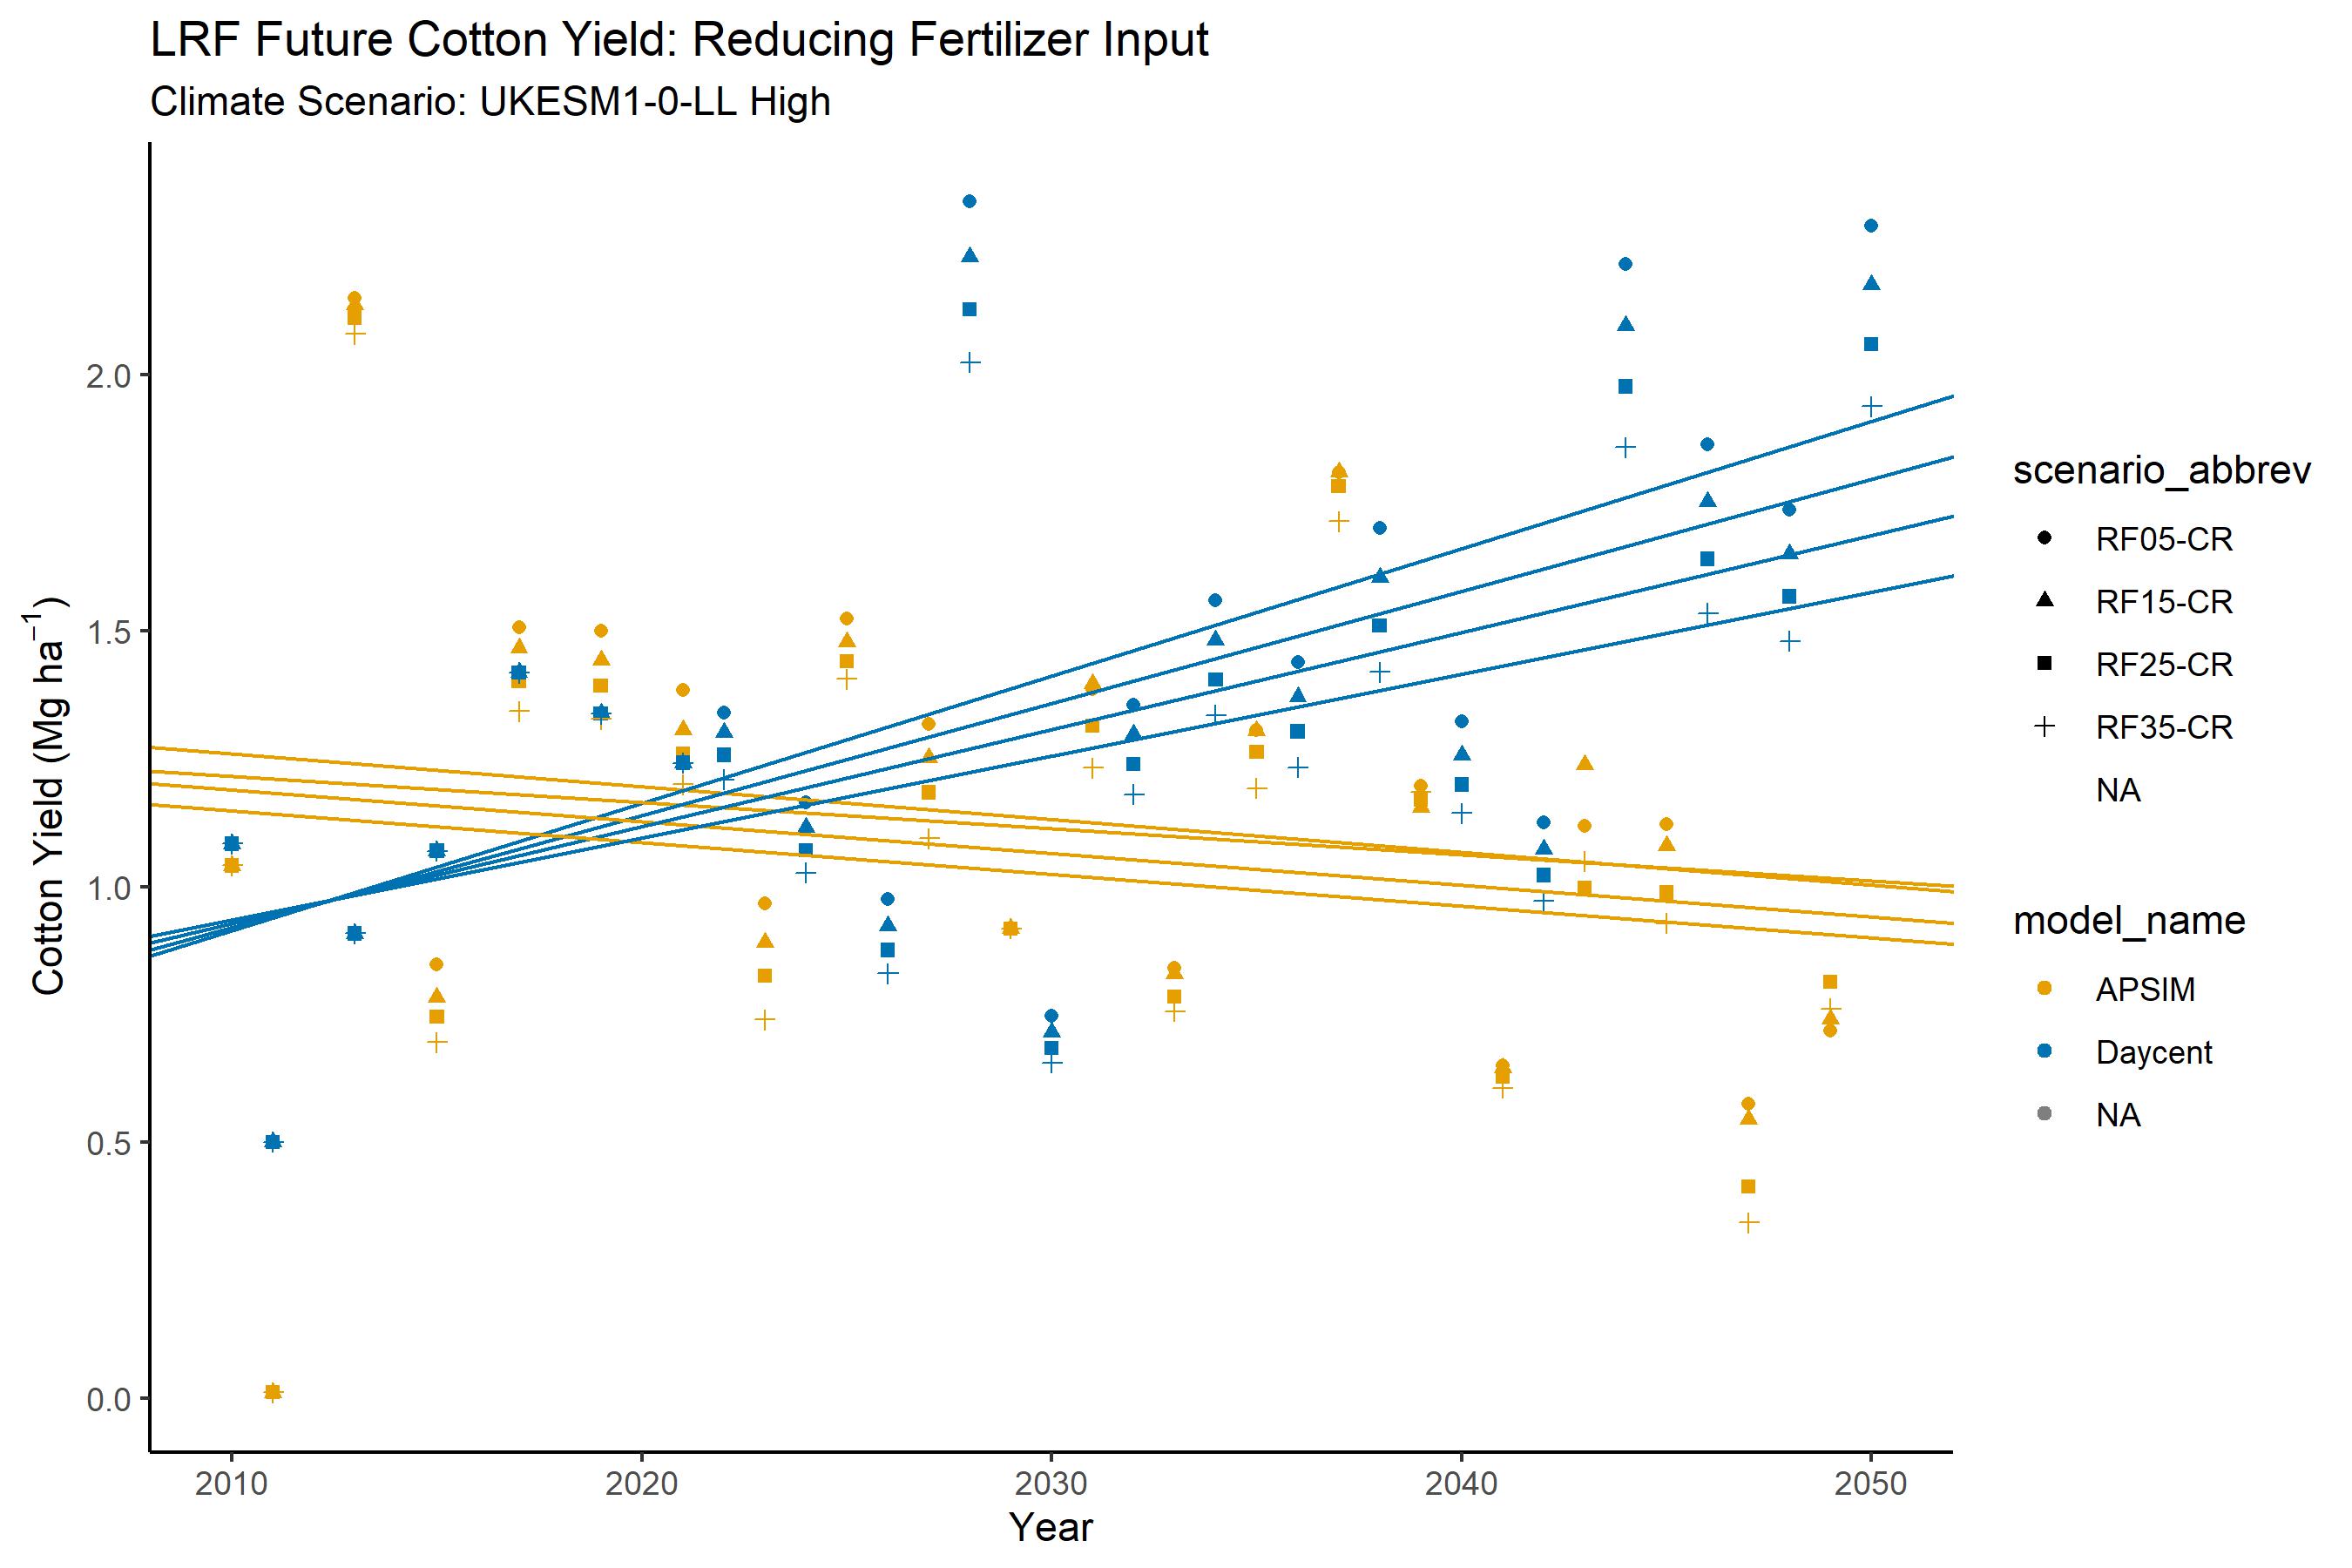 LRF Future Cotton Yield: Reducing Fertilizer Input
Climate Scenario: UKESM1-0-LL High
Cotton Yield (Mg ha⁻¹)
2.0
1.5
1.0
0.5
0.0
2010 2020 2030 2040 2050
Year
scenario_abbrev
RF05-CR
RF15-CR
RF25-CR
RF35-CR
NA
model_name
APSIM
Daycent
NA